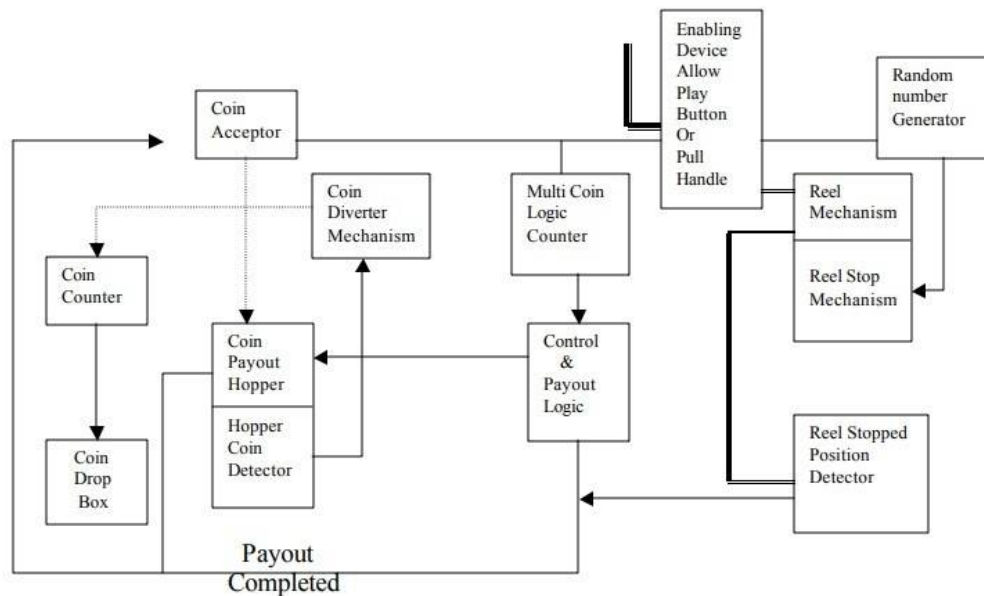 Enabling
Device
Allow
Play
Button
Or
Pull
Handle
Random
number
Generator
Coin
Acceptor
Coin
Diverter
Mechanism
Multi Coin
Logic
Counter
Reel
Mechanism
Reel Stop
Mechanism
Coin
Counter
Coin
Payout
Hopper
Control
&
Payout
Logic
Hopper
Coin
Detector
Reel Stopped
Position
Detector
Coin
Drop
Box
Payout
Completed